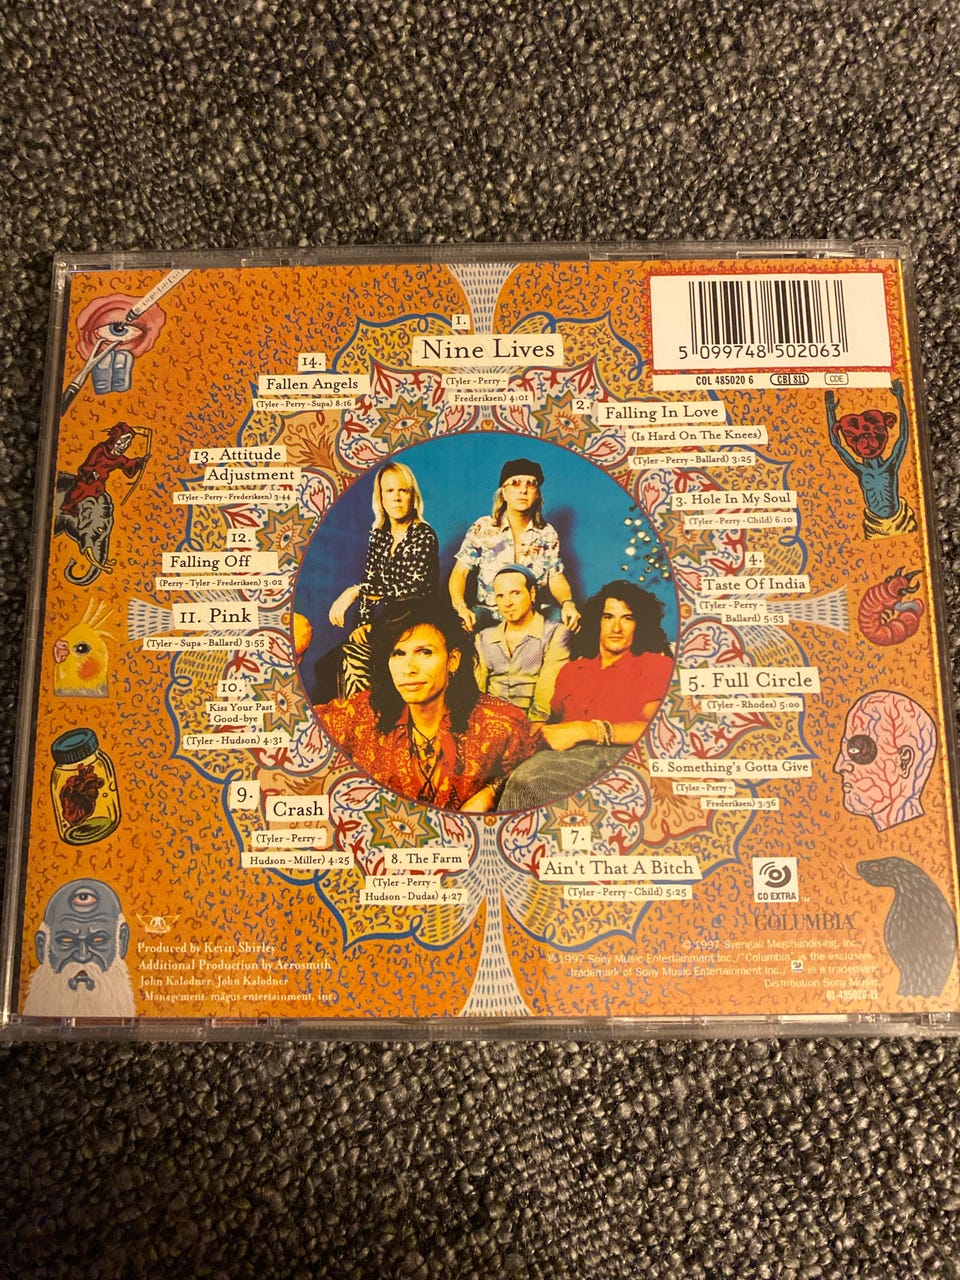 5 099748 502063
COL 485020 6 CB 811 CDE
1.
Nine Lives
(Tyler-Perry-
Frederiksen) 4:01
2.
Falling In Love
(Is Hard On The Knees)
(Tyler-Perry-Ballard) 3:25
3. Hole In My Soul
(Tyler-Perry-Child) 6:10
4.
Taste Of India
(Tyler-Perry-
Ballard) 5:53
5. Full Circle
(Tyler-Rhodes) 5:00
6. Something's Gotta Give
(Tyler-Perry-
Frederiksen) 3:36
7.
Ain't That A Bitch
(Tyler-Perry-Child) 5:25
8. The Farm
(Tyler-Perry-
Hudson-Dudas) 4:27
9.
Crash
(Tyler-Perry-
Hudson-Miller) 4:25
10.
Kiss Your Past
Good-bye
(Tyler-Hudson) 4:31
11. Pink
(Tyler-Supa-Ballard) 3:55
12.
Falling Off
(Perry-Tyler-Frederiksen) 3:02
13. Attitude
Adjustment
(Tyler-Perry-Frederiksen) 3:44
14.
Fallen Angels
(Tyler-Perry-Supa) 8:16
Produced by Kevin Shirley
Additional Production by Aerosmith
John Kalodner: John Kalodner
Management: magus entertainment, inc.
CD EXTRA TM
COLUMBIA
© 1997 Svengali Merchandising, Inc./
℗ 1997 Sony Music Entertainment Inc./"Columbia" is the exclusive
trademark of Sony Music Entertainment Inc./ is a trademark.
Distribution Sony Music.
01-485020-11